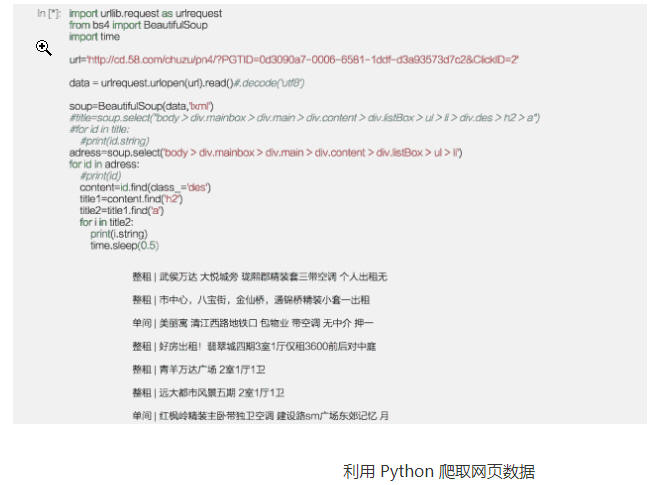 In [*]: import urllib.request as urlrequest
from bs4 import BeautifulSoup
import time
url='http://cd.58.com/chuzu/pn4/?PGTID=0d3090a7-0006-6581-1ddf-d3a93573d7c2&ClickID=2'
data = urlrequest.urlopen(url).read()#.decode('utf8')
soup=BeautifulSoup(data,'lxml')
#title=soup.select("body > div.mainbox > div.main > div.content > div.listBox > ul > li > div.des > h2 > a")
#for id in title:
#print(id.string)
adress=soup.select('body > div.mainbox > div.main > div.content > div.listBox > ul > li')
for id in adress:
#print(id)
content=id.find(class_='des')
title1=content.find('h2')
title2=title1.find('a')
for i in title2:
print(i.string)
time.sleep(0.5)
整租 | 武侯万达 大悦城旁 珑熙郡精装套三带空调 个人出租无
整租 | 市中心，八宝街，金仙桥，通锦桥精装小套一出租
单间 | 美丽寓 清江西路地铁口 包物业 带空调 无中介 押一
整租 | 好房出租！翡翠城四期3室1厅仅租3600前后对中庭
整租 | 青羊万达广场 2室1厅1卫
整租 | 远大都市风景五期 2室1厅1卫
单间 | 红枫岭精装主卧带独卫空调 建设路sm广场东郊记忆 月
利用 Python 爬取网页数据